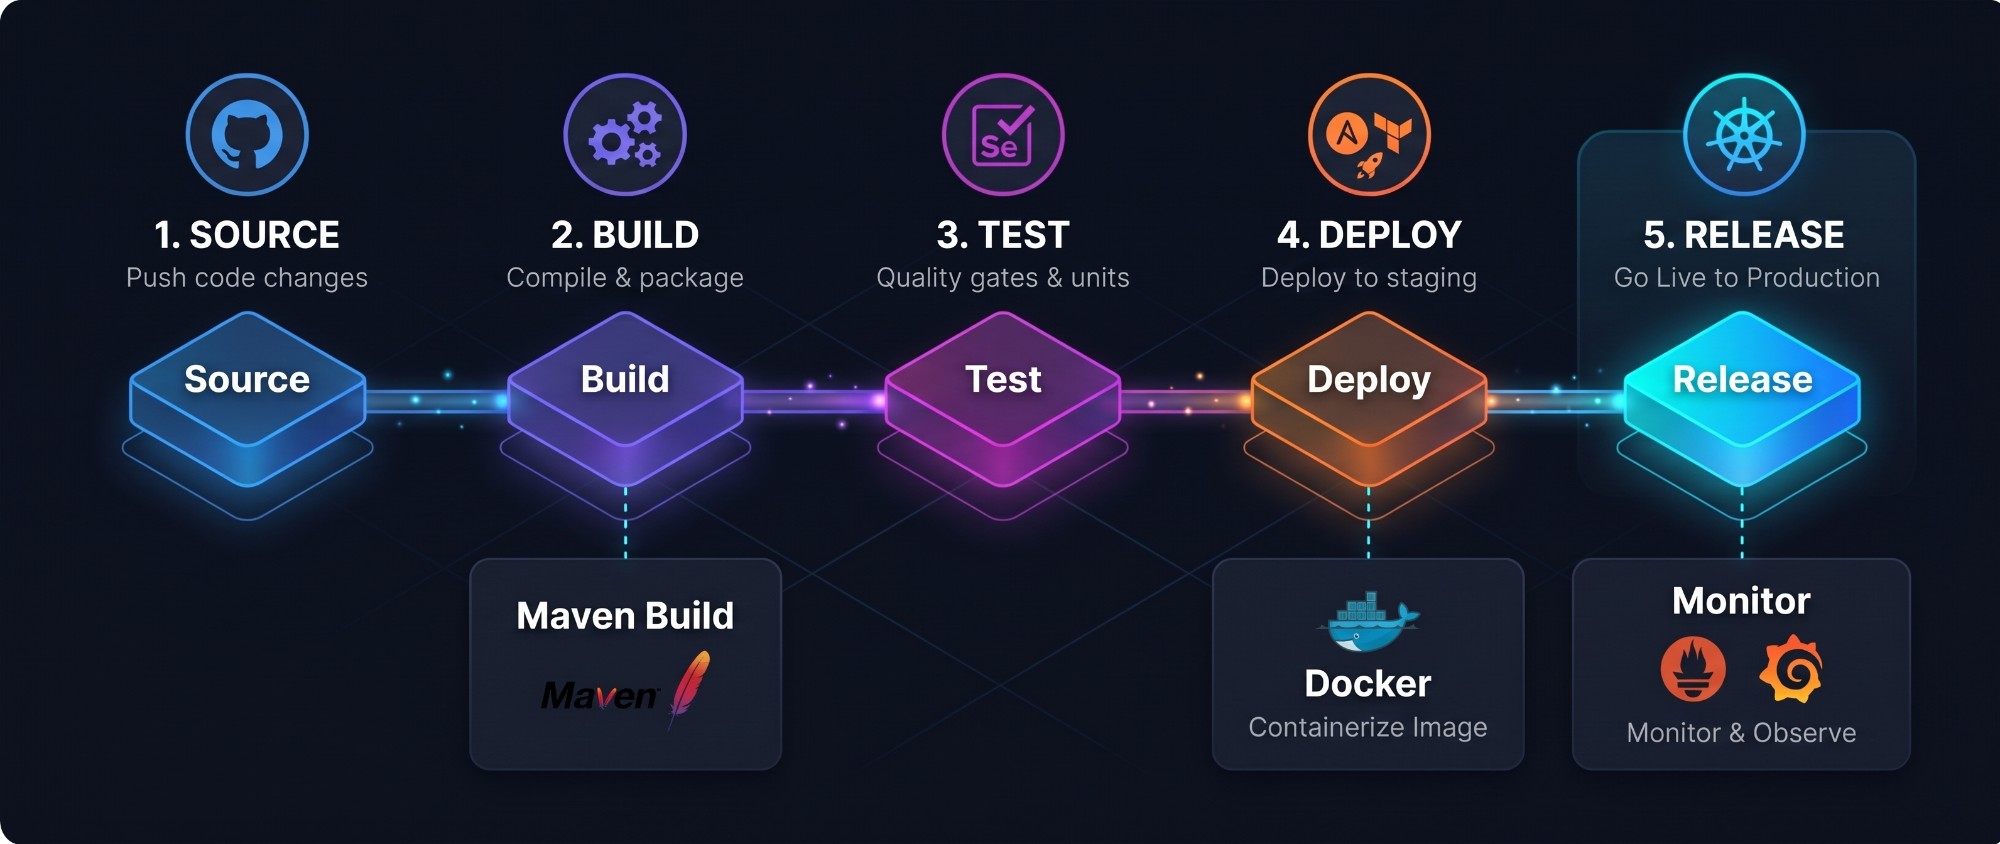 Se
1. SOURCE
Push code changes
Source
2. BUILD
Compile & package
Build
3. TEST
Quality gates & units
Test
4. DEPLOY
Deploy to staging
Deploy
5. RELEASE
Go Live to Production
Release
Maven Build
Maven
Docker
Containerize Image
Monitor
Monitor & Observe